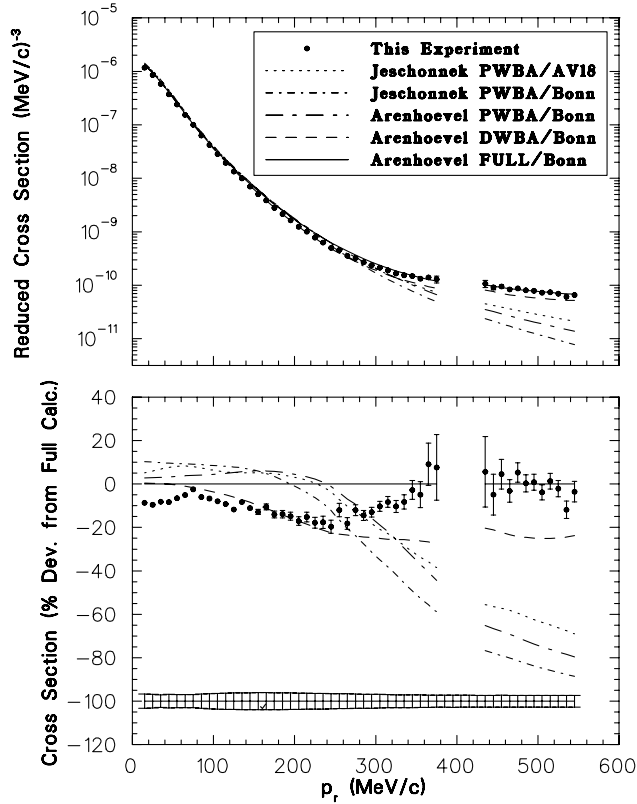 10⁻⁵
10⁻⁶
10⁻⁷
10⁻⁸
10⁻⁹
10⁻¹⁰
10⁻¹¹
Reduced Cross Section (MeV/c)⁻³
This Experiment
Jeschonnek PWBA/AV18
Jeschonnek PWBA/Bonn
Arenhoevel PWBA/Bonn
Arenhoevel DWBA/Bonn
Arenhoevel FULL/Bonn
40
20
0
−20
−40
−60
−80
−100
−120
Cross Section (% Dev. from Full Calc.)
0 100 200 300 400 500 600
pᵣ (MeV/c)